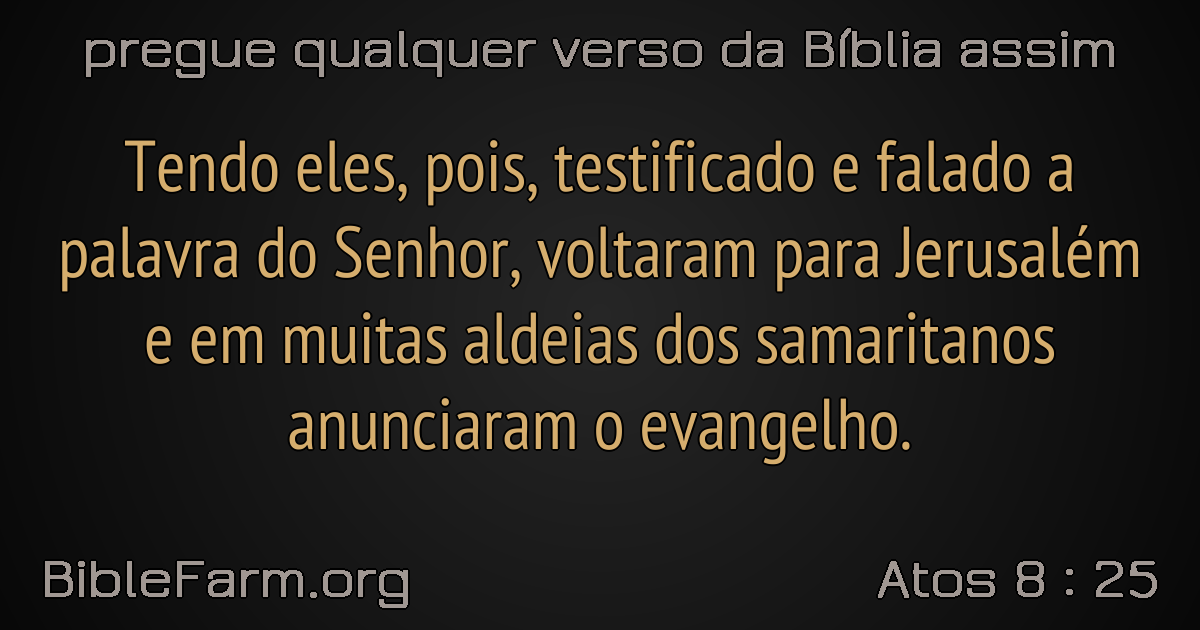 pregue qualquer verso da Bíblia assim
Tendo eles, pois, testificado e falado a
palavra do Senhor, voltaram para Jerusalém
e em muitas aldeias dos samaritanos
anunciaram o evangelho.
BibleFarm.org
Atos 8 : 25